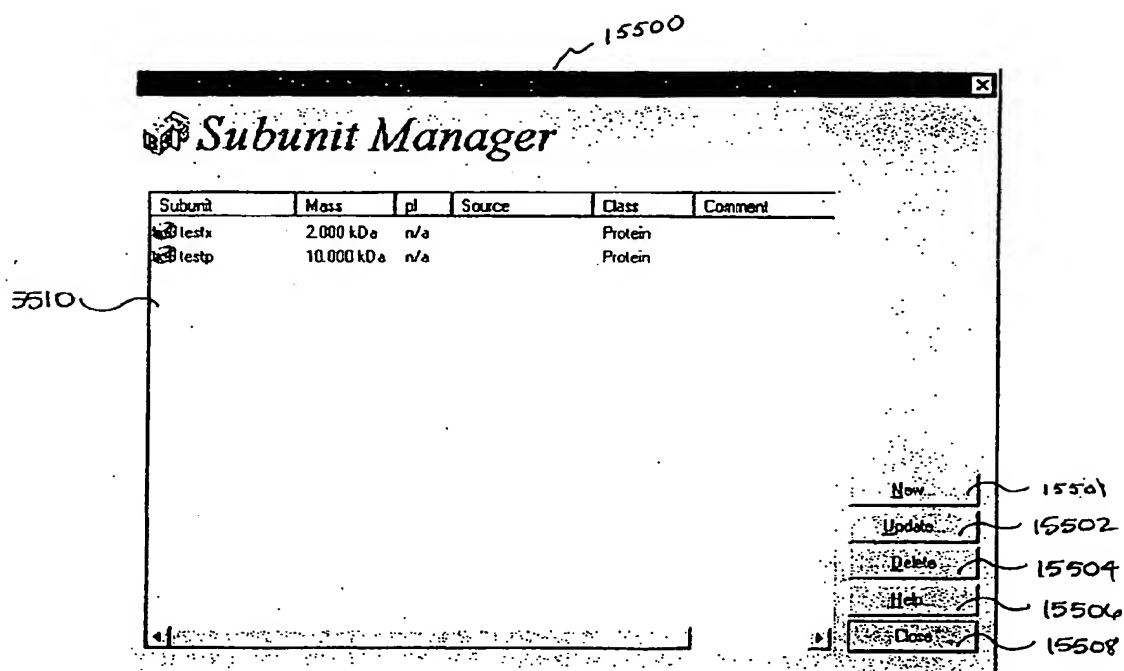 15500
Subunit Manager
Subunit Mass pI Source Class Comment
testx 2.000 kDa n/a Protein
testp 10.000 kDa n/a Protein
3510
New... 15501
Update... 15502
Delete 15504
Help... 15506
Close 15508